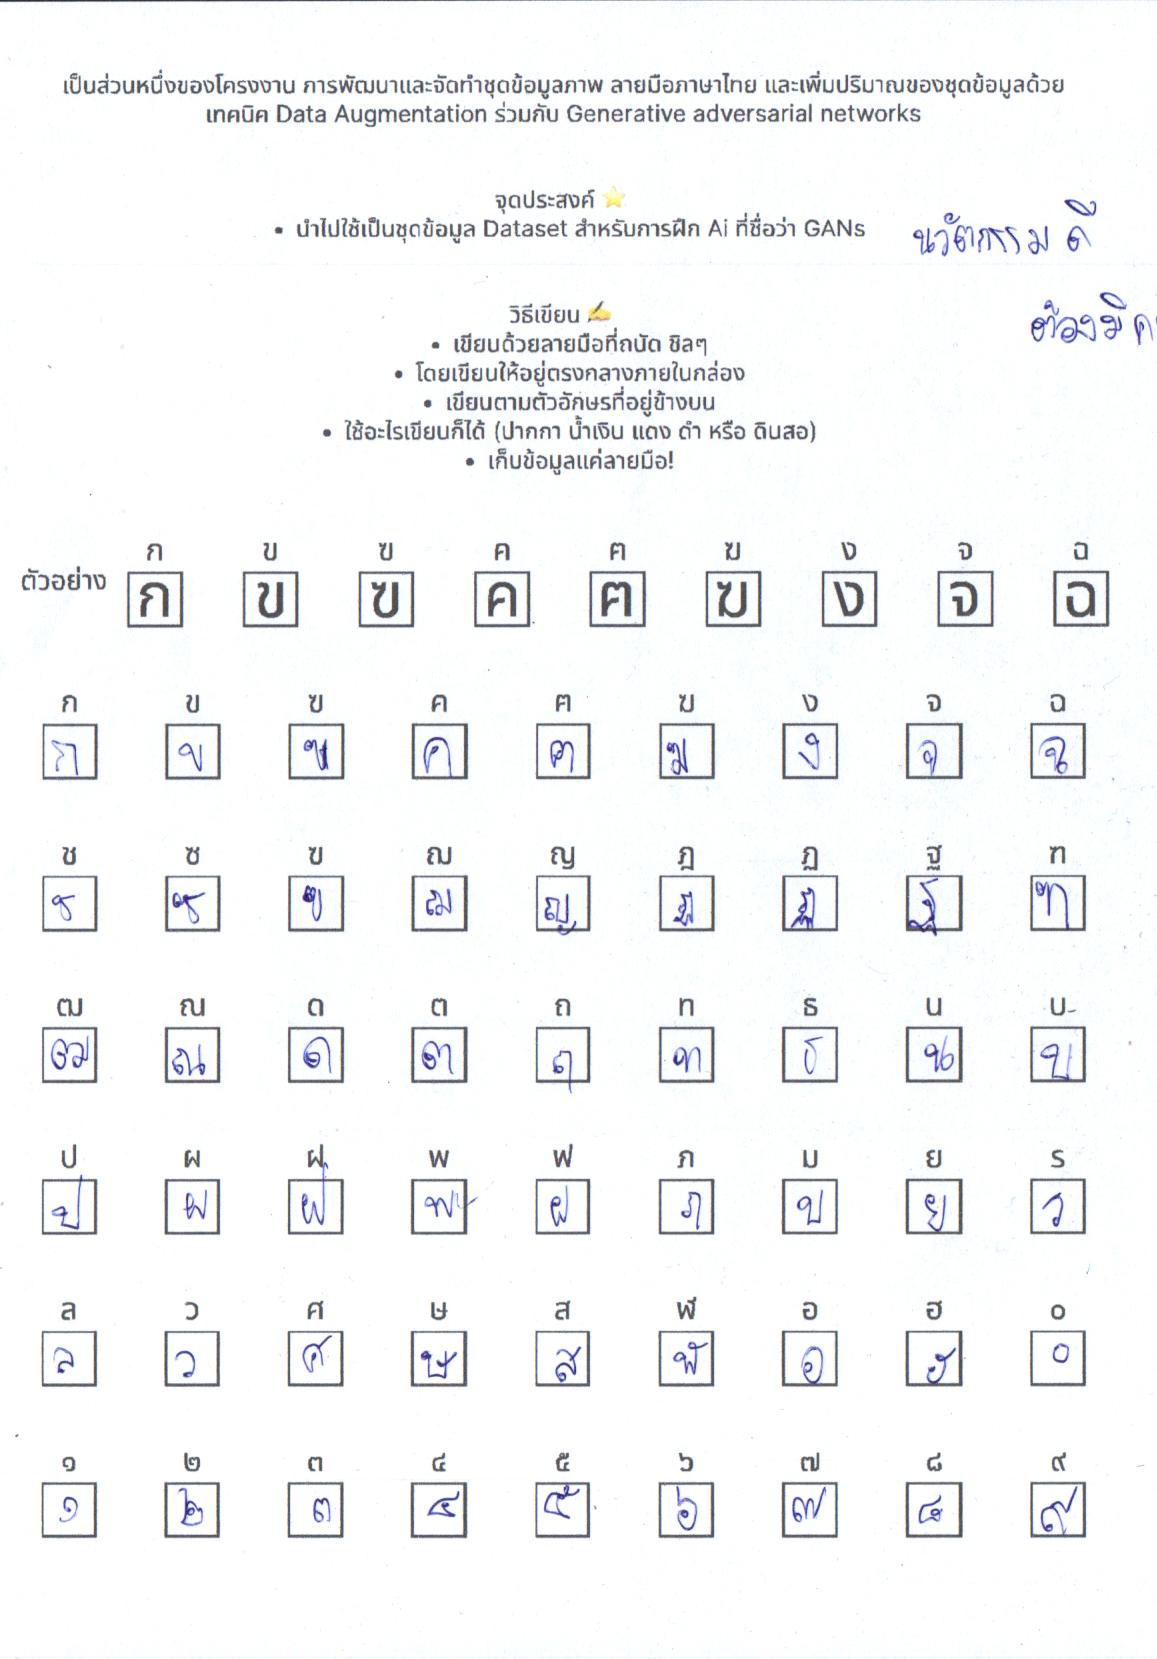 เป็นส่วนหนึ่งของโครงงาน การพัฒนาและจัดทำชุดข้อมูลภาพ ลายมือภาษาไทย และเพิ่มปริมาณของชุดข้อมูลด้วย
เทคนิค Data Augmentation ร่วมกับ Generative adversarial networks
จุดประสงค์ ⭐
• นำไปใช้เป็นชุดข้อมูล Dataset สำหรับการฝึก Ai ที่ชื่อว่า GANs
นวัตกรรม ดี
ต้องมี
วิธีเขียน ✍
• เขียนด้วยลายมือที่ถนัด ชิลๆ
• โดยเขียนให้อยู่ตรงกลางภายในกล่อง
• เขียนตามตัวอักษรที่อยู่ข้างบน
• ใช้อะไรเขียนก็ได้ (ปากกา น้ำเงิน แดง ดำ หรือ ดินสอ)
• เก็บข้อมูลแค่ลายมือ!
ก ข ฃ ค ฅ ฆ ง จ ฉ
ตัวอย่าง ก ข ฃ ค ฅ ฆ ง จ ฉ
ก ข ฃ ค ฅ ฆ ง จ ฉ
ก ข ฃ ค ฅ ฆ ง จ ฉ
ช ซ ฃ ฌ ญ ฎ ฏ ฐ ฑ
ช ซ ฃ ฌ ญ ฎ ฏ ฐ ฑ
ฒ ณ ด ต ถ ท ธ น บ
ฒ ณ ด ต ถ ท ธ น บ
ป ผ ฝ พ ฟ ภ ม ย ร
ป ผ ฝ พ ฟ ภ ม ย ร
ล ว ศ ษ ส ฬ อ ฮ ๐
ล ว ศ ษ ส ฬ อ ฮ ๐
๑ ๒ ๓ ๔ ๕ ๖ ๗ ๘ ๙
๑ ๒ ๓ ๔ ๕ ๖ ๗ ๘ ๙